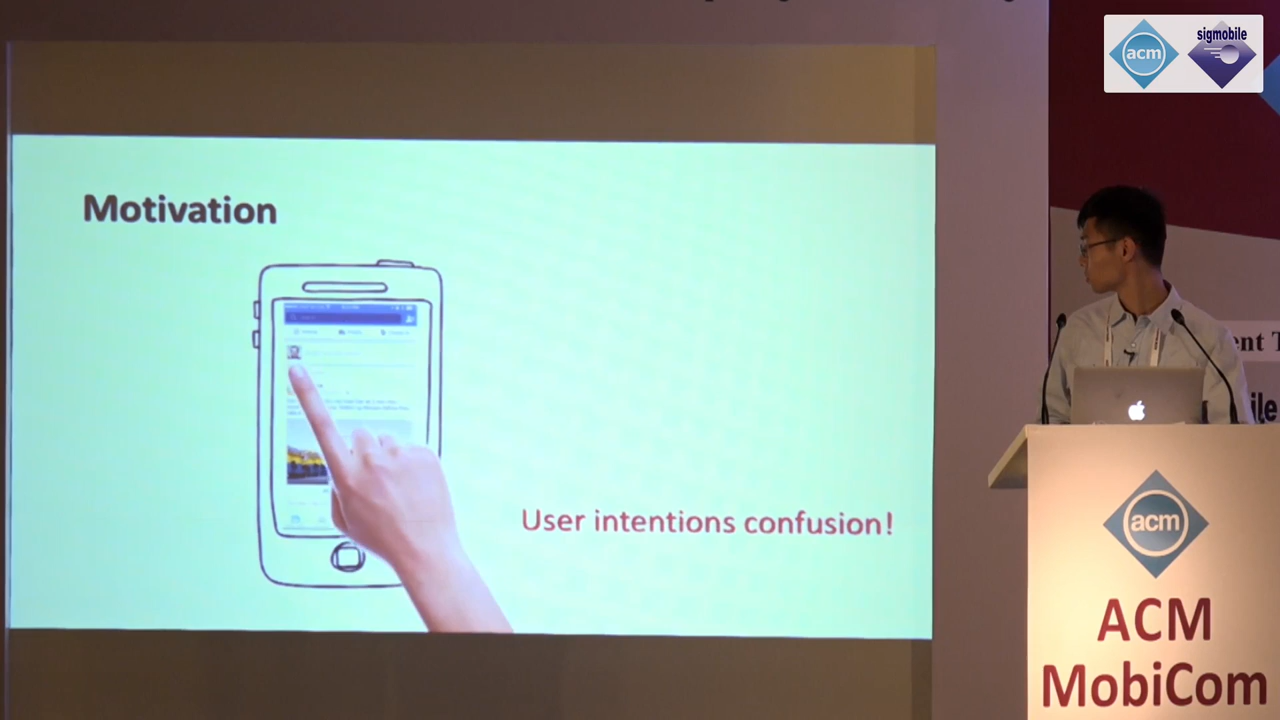 acm
sigmobile
Motivation
User intentions confusion!
acm
ACM
MobiCom